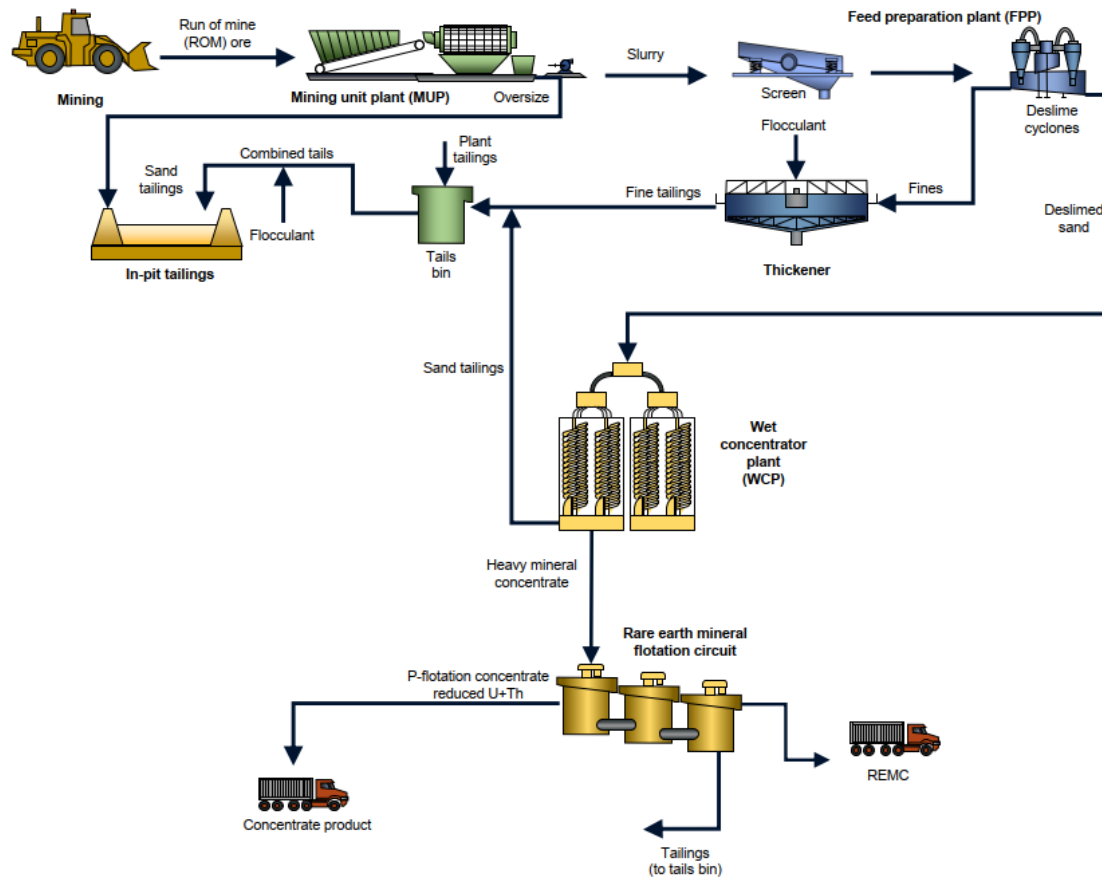 Feed preparation plant (FPP)
Run of mine
(ROM) ore
Slurry
Mining
Mining unit plant (MUP)
Oversize
Screen
Deslime
cyclones
Flocculant
Plant
tailings
Combined tails
Sand
tailings
Fine tailings
Fines
Deslimed
sand
Flocculant
In-pit tailings
Tails
bin
Thickener
Sand tailings
Wet
concentrator
plant
(WCP)
Heavy mineral
concentrate
Rare earth mineral
flotation circuit
P-flotation concentrate
reduced U+Th
REMC
Concentrate product
Tailings
(to tails bin)